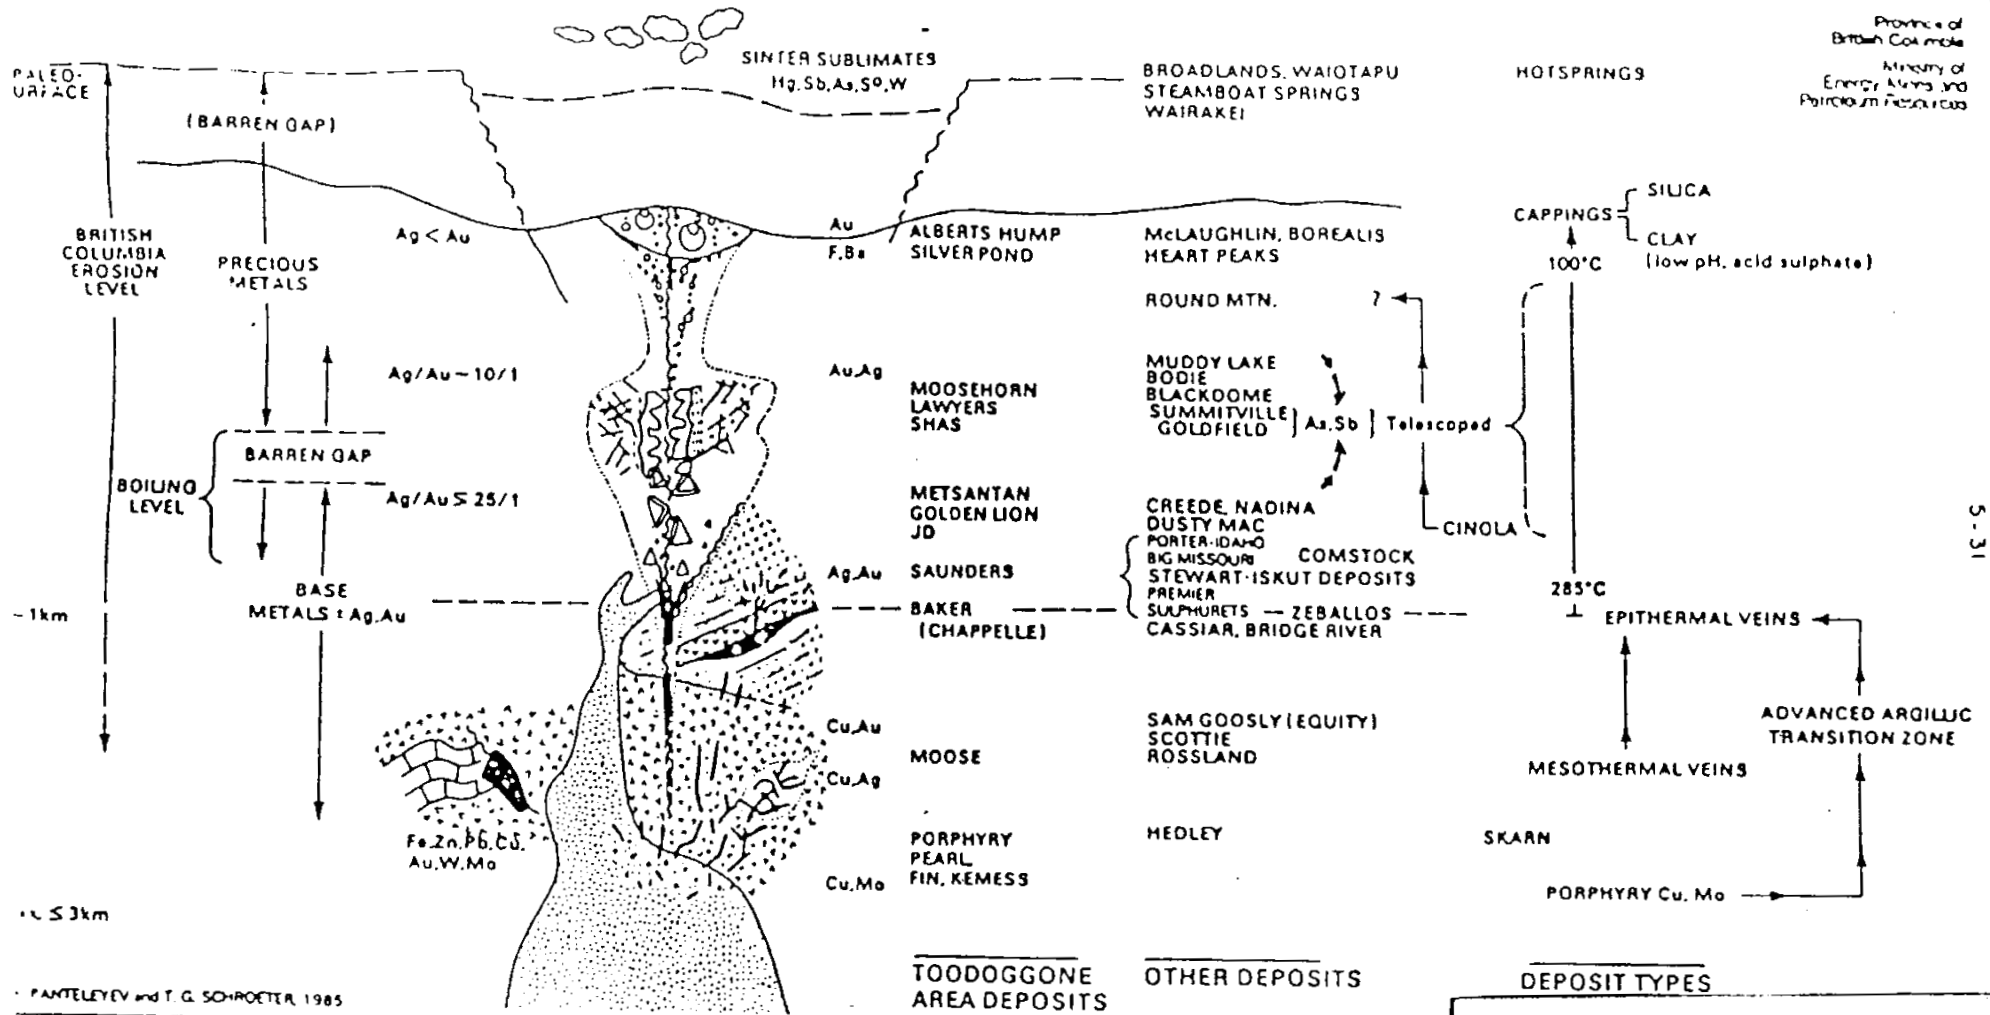 Province of
British Columbia
Ministry of
Energy, Mines and
Petroleum Resources
PALEO-
URFACE
SINTER SUBLIMATES
Hg, Sb, As, S°, W
BROADLANDS, WAIOTAPU
STEAMBOAT SPRINGS
WAIRAKEI
HOTSPRINGS
(BARREN GAP)
BRITISH
COLUMBIA
EROSION
LEVEL
PRECIOUS
METALS
Ag < Au
Au
F, Ba
ALBERTS HUMP
SILVER POND
McLAUGHLIN, BOREALIS
HEART PEAKS
CAPPINGS
SILICA
CLAY
(low pH, acid sulphate)
100°C
ROUND MTN.
?
Ag/Au ~ 10/1
Au, Ag
MOOSEHORN
LAWYERS
SHAS
MUDDY LAKE
BODIE
BLACKDOME
SUMMITVILLE
GOLDFIELD
As, Sb
Telescoped
BARREN GAP
BOILING
LEVEL
Ag/Au ≤ 25/1
METSANTAN
GOLDEN LION
JD
CREEDE, NADINA
DUSTY MAC
CINOLA
PORTER-IDAHO
BIG MISSOURI
COMSTOCK
STEWART-ISKUT DEPOSITS
PREMIER
SULPHURETS — ZEBALLOS
CASSIAR, BRIDGE RIVER
Ag, Au
SAUNDERS
BAKER
(CHAPPELLE)
BASE
METALS ± Ag, Au
~ 1km
285°C
EPITHERMAL VEINS
5 - 31
ADVANCED ARGILLIC
TRANSITION ZONE
Cu, Au
MOOSE
Cu, Ag
SAM GOOSLY (EQUITY)
SCOTTIE
ROSSLAND
MESOTHERMAL VEINS
Fe, Zn, Pb, Cu,
Au, W, Mo
PORPHYRY
PEARL
FIN, KEMESS
Cu, Mo
HEDLEY
SKARN
PORPHYRY Cu, Mo
≤ 3km
TOODOGGONE
AREA DEPOSITS
OTHER DEPOSITS
DEPOSIT TYPES
PANTELEYEV and T. G. SCHROETER, 1985